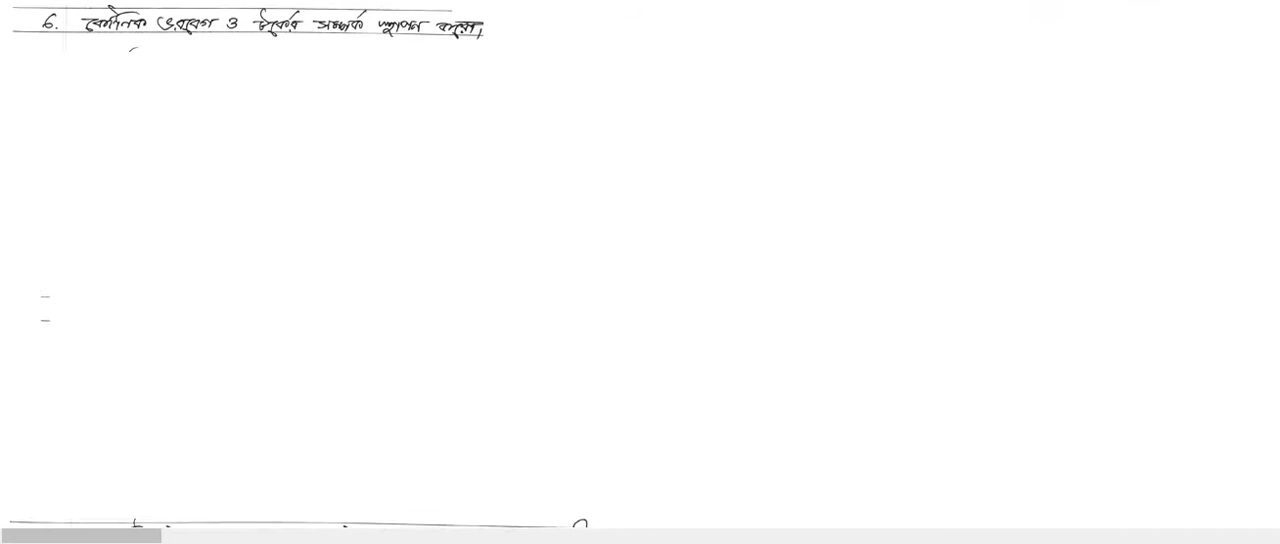 6. কৌনিক ভরবেগ ও টর্কের সম্পর্ক স্থাপন করো।